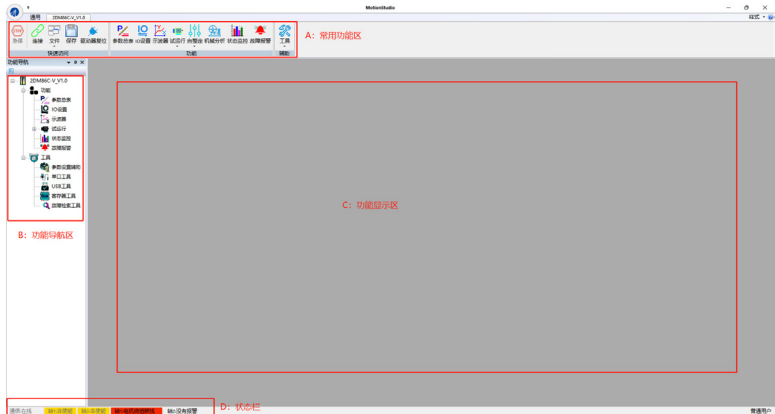 MotionStudio
通用 2DM86C-V_V1.0
样式
急停 连接 文件 保存 驱动器复位 参数总表 IO设置 示波器 试运行 自整定 机械分析 状态监控 故障报警 工具
快速访问 功能 辅助
A：常用功能区
功能导航
2DM86C-V_V1.0
功能
参数总表
IO设置
示波器
试运行
状态监控
故障报警
工具
参数设置辅助
串口工具
USB工具
寄存器工具
故障检索工具
B：功能导航区
C：功能显示区
通讯:在线 轴1:没有报警
D：状态栏
普通用户